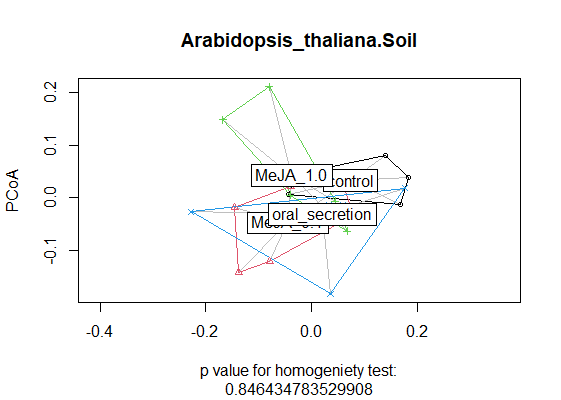 Arabidopsis_thaliana.Soil
PCoA
0.2
0.1
0.0
-0.1
MeJA_1.0
control
oral_secretion
-0.4
-0.2
0.0
0.2
p value for homogeniety test:
0.846434783529908